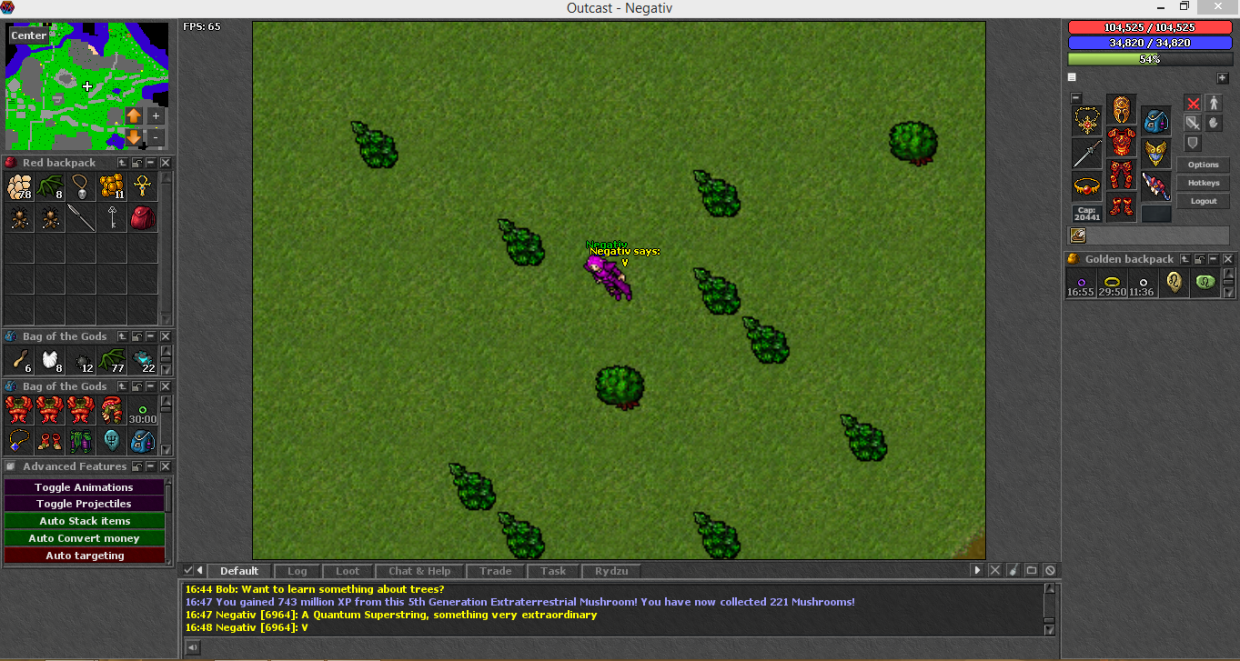 Outcast - Negativ
Center
FPS: 65
104,525 / 104,525
34,820 / 34,820
54%
+
-
Red backpack
78
8
11
Options
Hotkeys
Logout
Cap:
20441
Negativ
Negativ says:
V
Golden backpack
16:55
29:50
11:36
Bag of the Gods
6
8
12
77
22
Bag of the Gods
30:00
Advanced Features
Toggle Animations
Toggle Projectiles
Auto Stack items
Auto Convert money
Auto targeting
Default
Log
Loot
Chat & Help
Trade
Task
Rydzu
16:44 Bob: Want to learn something about trees?
16:47 You gained 743 million XP from this 5th Generation Extraterrestrial Mushroom! You have now collected 221 Mushrooms!
16:47 Negativ [6964]: A Quantum Superstring, something very extraordinary
16:48 Negativ [6964]: V